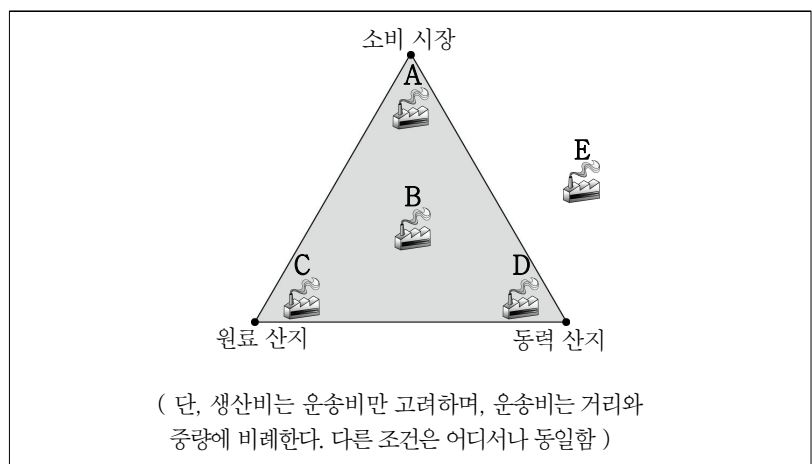 소비 시장
A
E
B
C
D
원료 산지
동력 산지
( 단, 생산비는 운송비만 고려하며, 운송비는 거리와
중량에 비례한다. 다른 조건은 어디서나 동일함 )